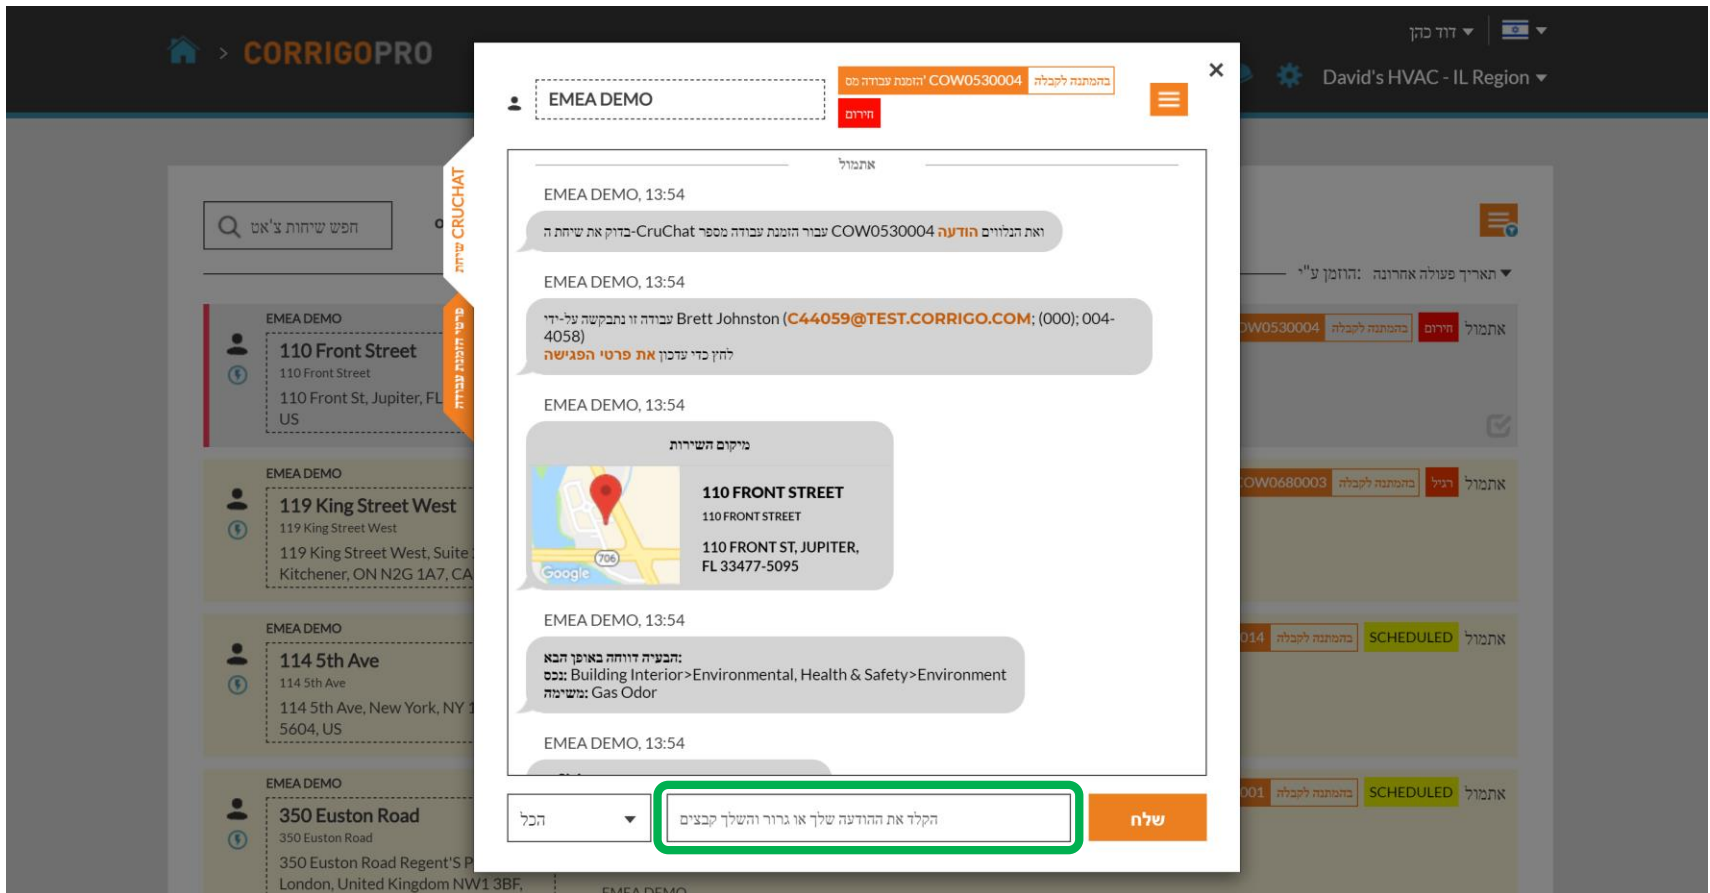 דוד כהן
> CORRIGOPRO
David's HVAC - IL Region
EMEA DEMO
הזמנת עבודה מס' COW0530004
בהמתנה לקבלה
חירום
×
שיחת CRUCHAT
פרטי הזמנת עבודה
אתמול
EMEA DEMO, 13:54
בדוק את שיחת ה-CruChat עבור הזמנת עבודה מספר COW0530004 הודעה ואת הנלווים
EMEA DEMO, 13:54
עבודה זו נתבקשה על-ידי Brett Johnston (C44059@TEST.CORRIGO.COM; (000); 004-
4058)
לחץ כדי עדכון את פרטי הפגישה
EMEA DEMO, 13:54
מיקום השירות
706
Google
110 FRONT STREET
110 FRONT STREET
110 FRONT ST, JUPITER,
FL 33477-5095
EMEA DEMO, 13:54
הבעיה דווחה באופן הבא:
נכס: Building Interior>Environmental, Health & Safety>Environment
משימה: Gas Odor
EMEA DEMO, 13:54
הכל
הקלד את ההודעה שלך או גרור והשלך קבצים
שלח
חפש שיחות צ'אט
הוזמן ע"י: תאריך פעולה אחרונה
EMEA DEMO
110 Front Street
110 Front Street
110 Front St, Jupiter, FL
US
OW0530004
בהמתנה לקבלה
חירום
אתמול
EMEA DEMO
119 King Street West
119 King Street West
119 King Street West, Suite
Kitchener, ON N2G 1A7, CA
OW0680003
בהמתנה לקבלה
רגיל
אתמול
EMEA DEMO
114 5th Ave
114 5th Ave
114 5th Ave, New York, NY 1
5604, US
014
בהמתנה לקבלה
SCHEDULED
אתמול
EMEA DEMO
350 Euston Road
350 Euston Road
350 Euston Road Regent'S P
London, United Kingdom NW1 3BF,
001
בהמתנה לקבלה
SCHEDULED
אתמול
EMEA DEMO